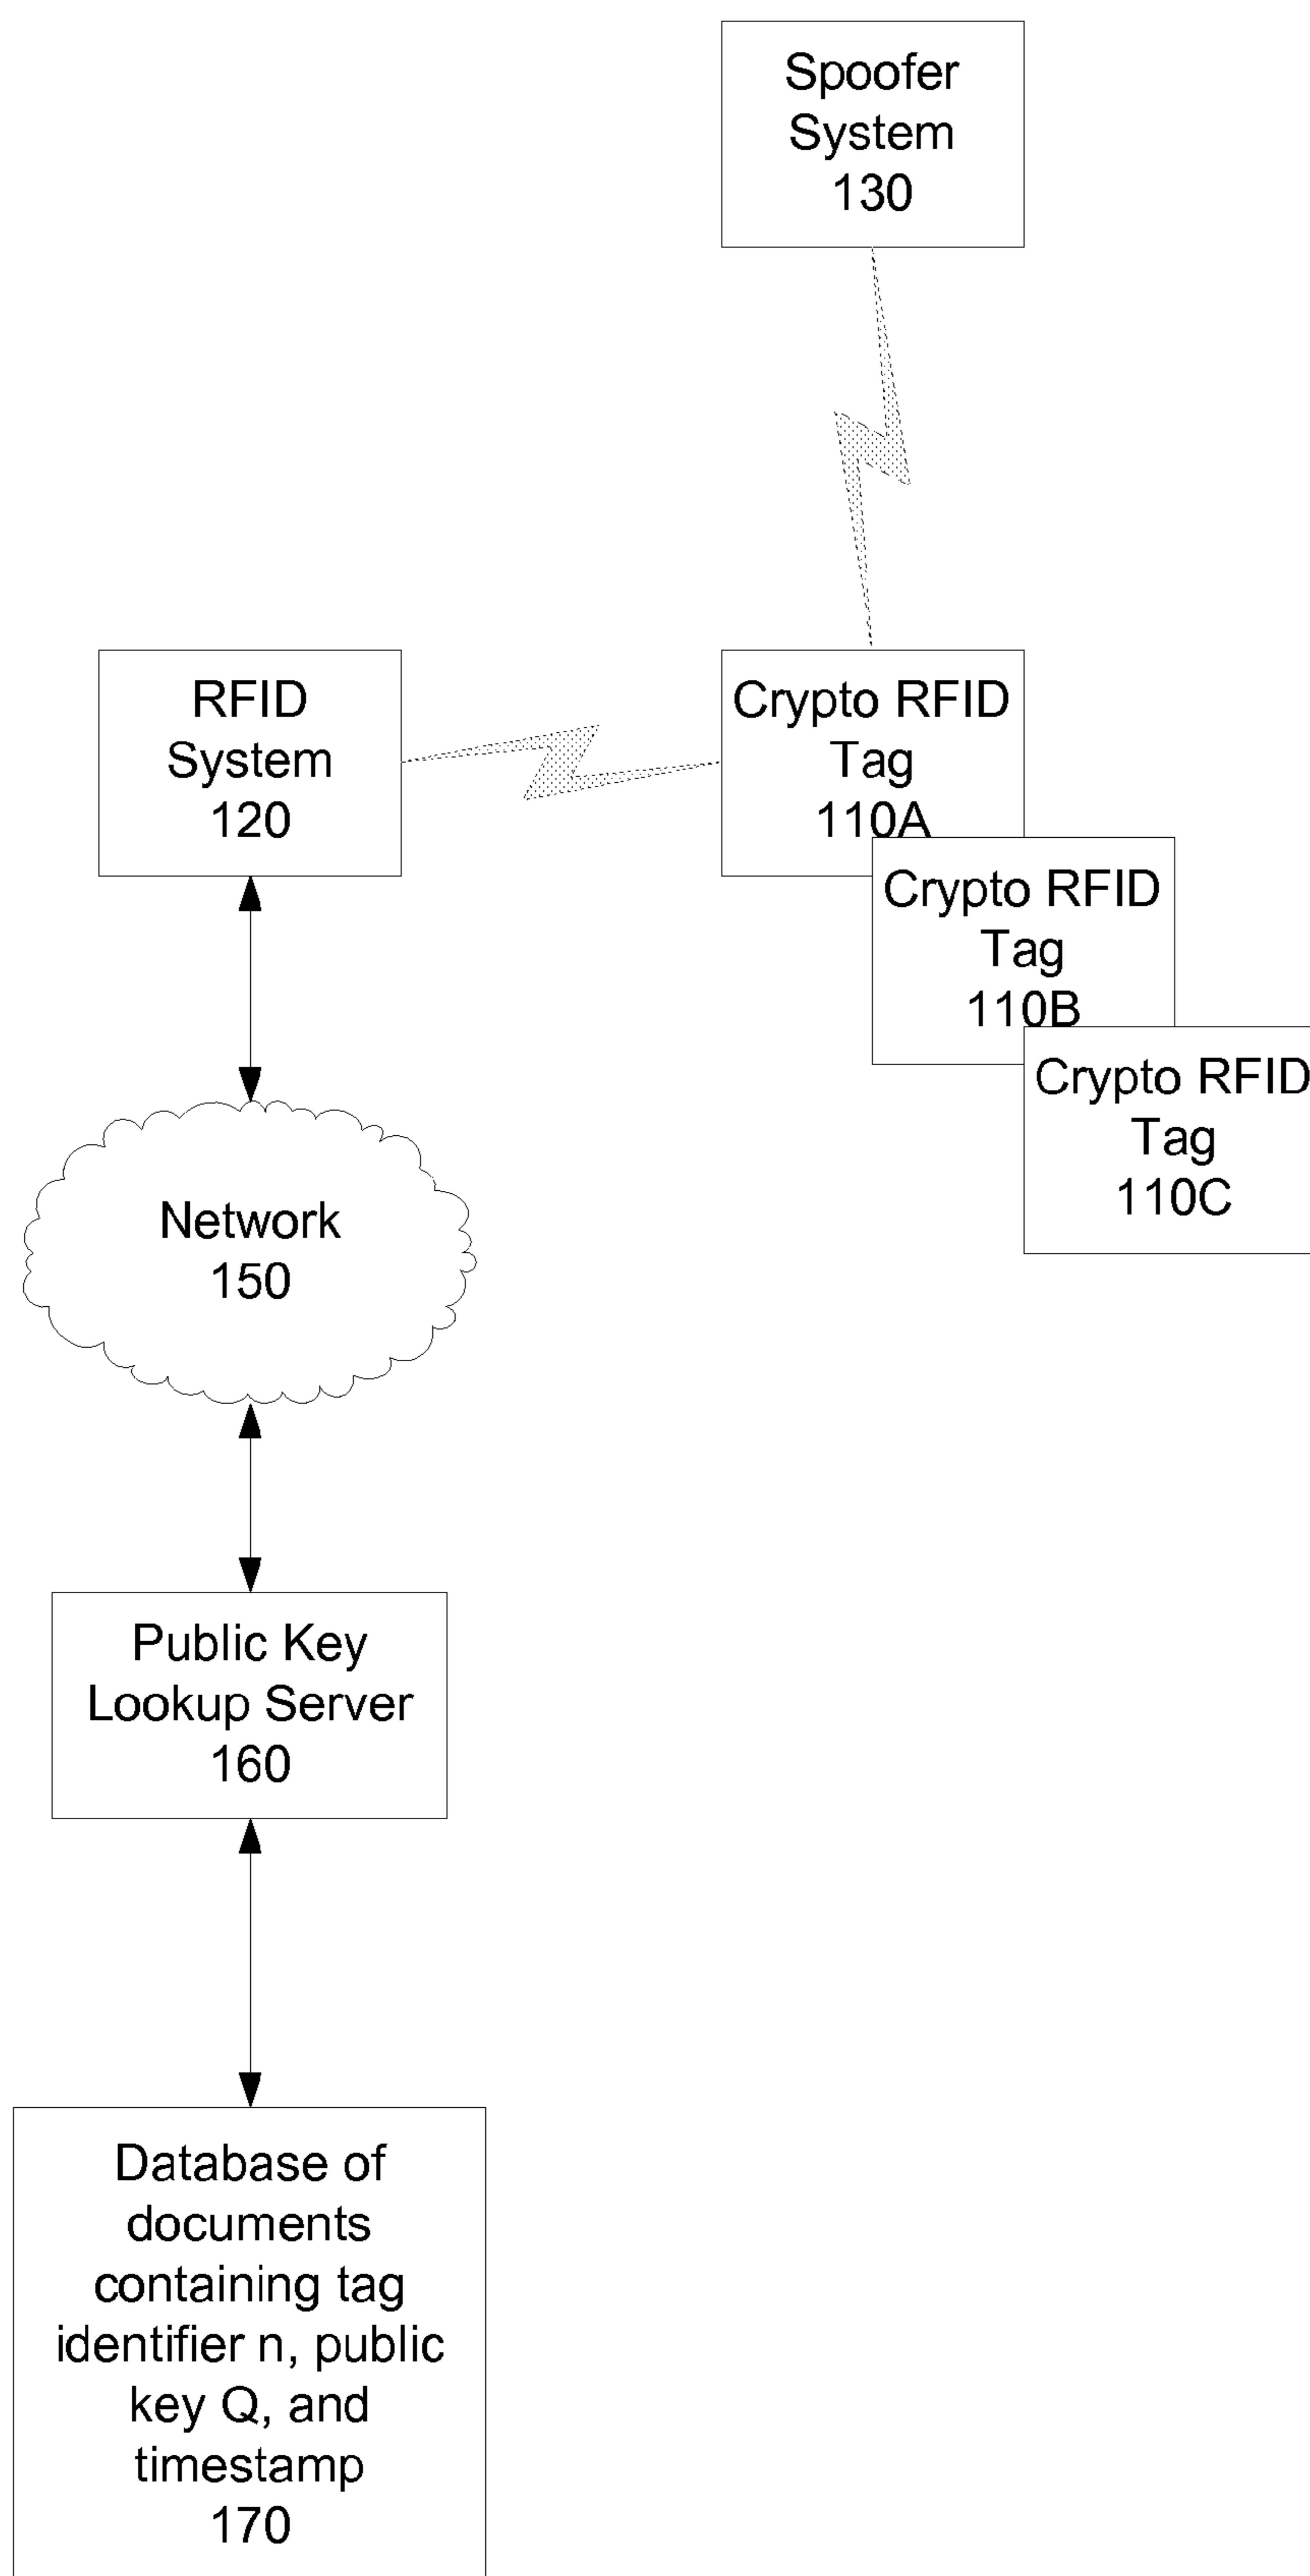 Spoofer
System
130
RFID
System
120
Crypto RFID
Tag
110A
Crypto RFID
Tag
110B
Crypto RFID
Tag
110C
Network
150
Public Key
Lookup Server
160
Database of
documents
containing tag
identifier n, public
key Q, and
timestamp
170